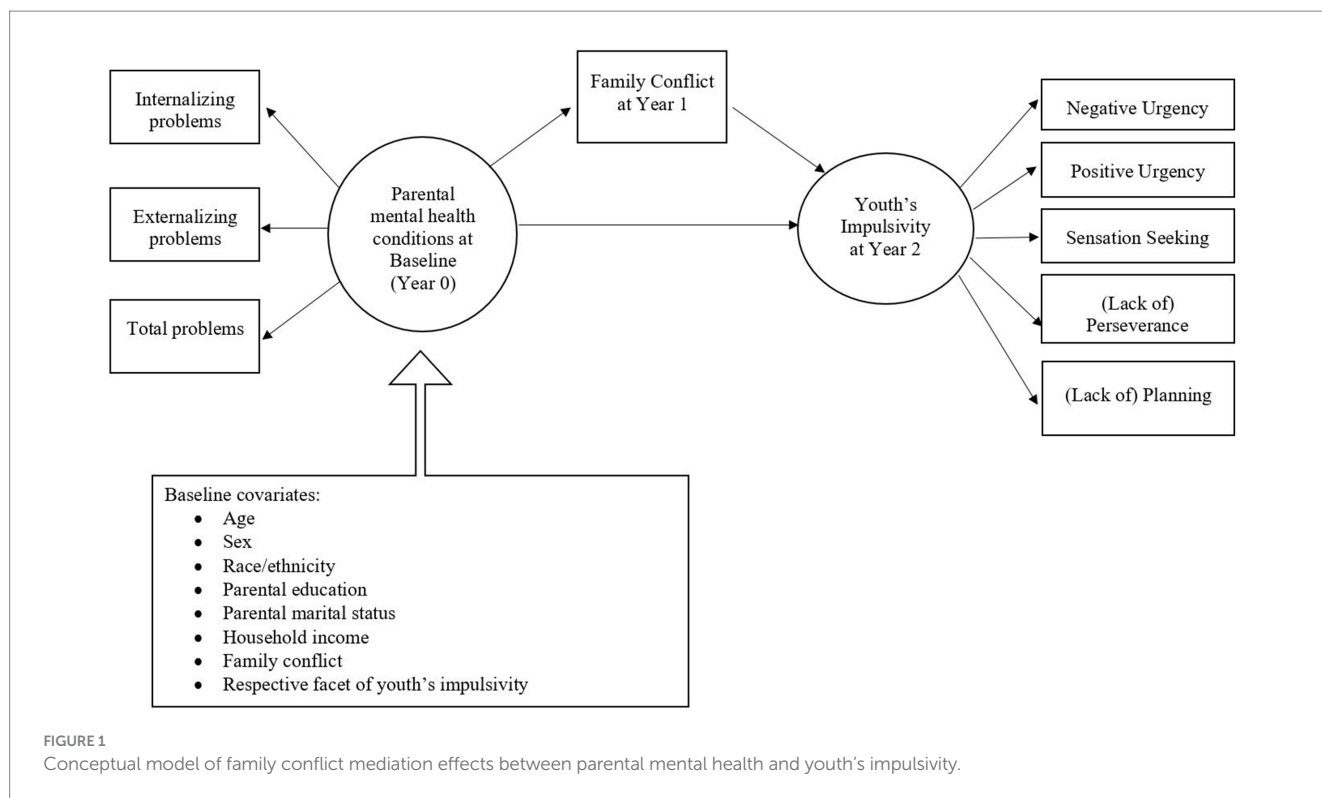 Internalizing
problems
Externalizing
problems
Total problems
Parental
mental health
conditions at
Baseline
(Year 0)
Family Conflict
at Year 1
Youth's
Impulsivity
at Year 2
Negative Urgency
Positive Urgency
Sensation Seeking
(Lack of)
Perseverance
(Lack of) Planning
Baseline covariates:
• Age
• Sex
• Race/ethnicity
• Parental education
• Parental marital status
• Household income
• Family conflict
• Respective facet of youth's impulsivity
FIGURE 1
Conceptual model of family conflict mediation effects between parental mental health and youth's impulsivity.